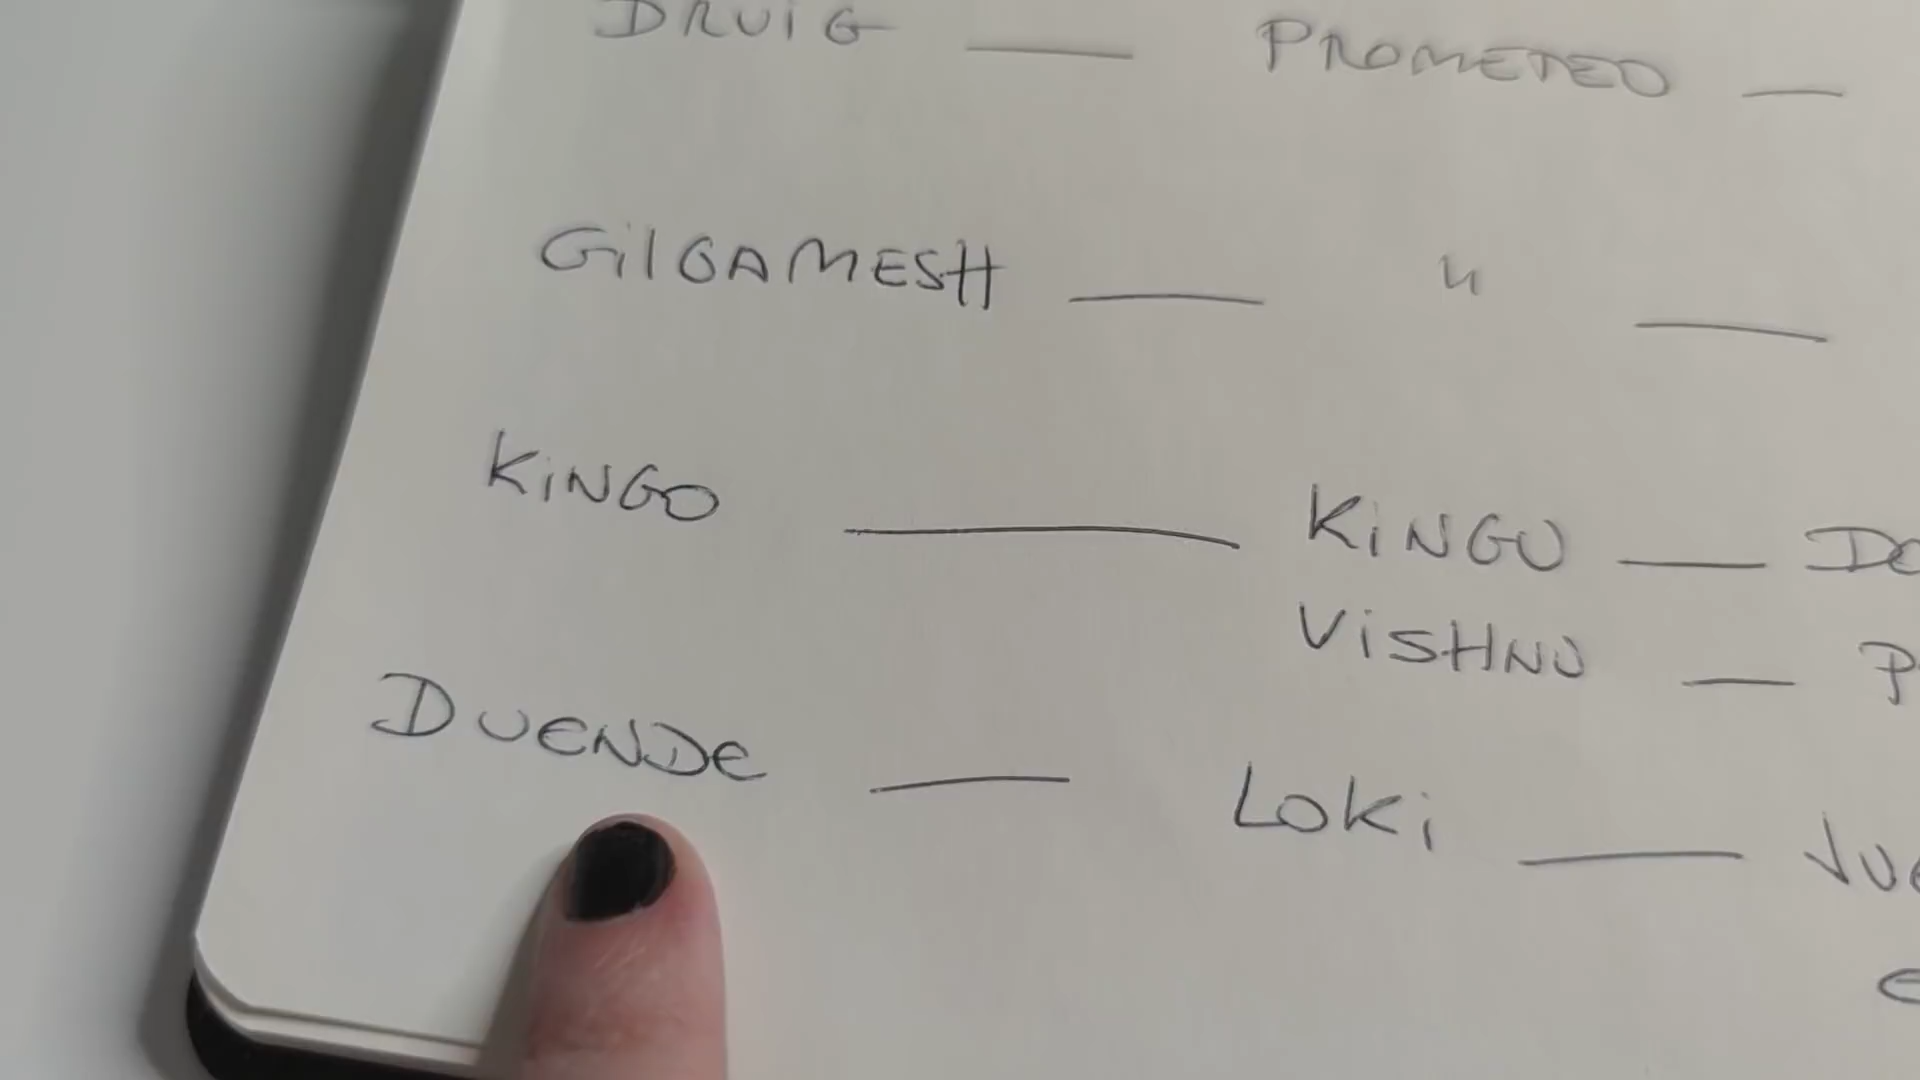 DRUIG — PROMETEO —
GilGAMESH — " —
KiNGO — KiNGU —
ViSHNU —
DUENDE — LOKi —